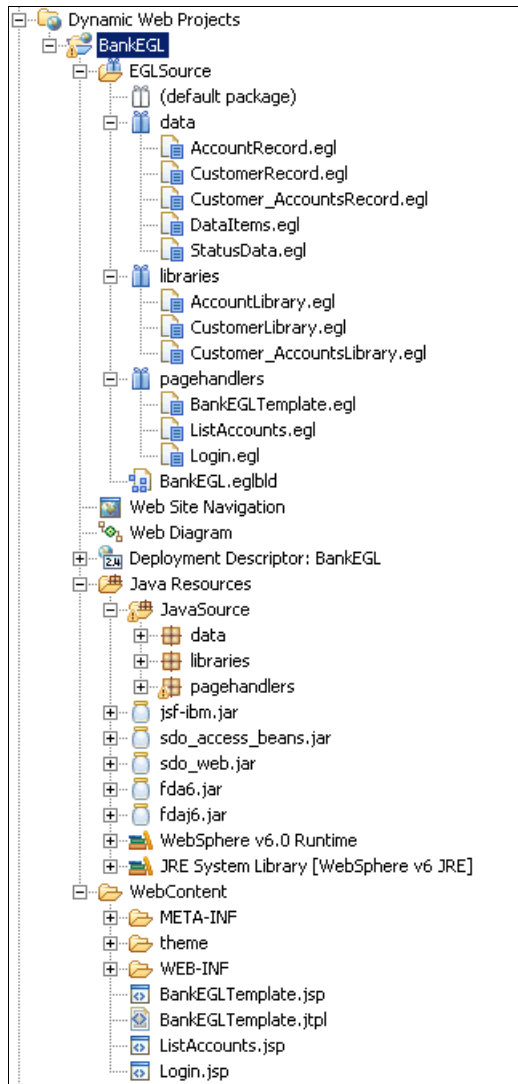 Dynamic Web Projects
BankEGL
EGLSource
(default package)
data
AccountRecord.egl
CustomerRecord.egl
Customer_AccountsRecord.egl
DataItems.egl
StatusData.egl
libraries
AccountLibrary.egl
CustomerLibrary.egl
Customer_AccountsLibrary.egl
pagehandlers
BankEGLTemplate.egl
ListAccounts.egl
Login.egl
BankEGL.eglbld
Web Site Navigation
Web Diagram
2.4 Deployment Descriptor: BankEGL
Java Resources
JavaSource
data
libraries
pagehandlers
jsf-ibm.jar
sdo_access_beans.jar
sdo_web.jar
fda6.jar
fdaj6.jar
WebSphere v6.0 Runtime
JRE System Library [WebSphere v6 JRE]
WebContent
META-INF
theme
WEB-INF
BankEGLTemplate.jsp
BankEGLTemplate.jtpl
ListAccounts.jsp
Login.jsp